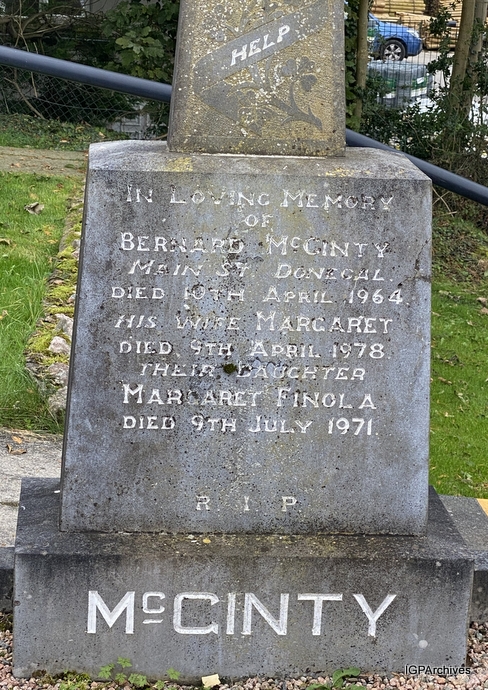 HELP
IN LOVING MEMORY
OF
BERNARD McGINTY
MAIN ST. DONEGAL.
DIED 10TH APRIL 1964.
HIS WIFE MARGARET
DIED 9TH APRIL 1978.
THEIR DAUGHTER
MARGARET FINOLA
DIED 9TH JULY 1971.
R. I. P.
McGINTY
IGPArchives